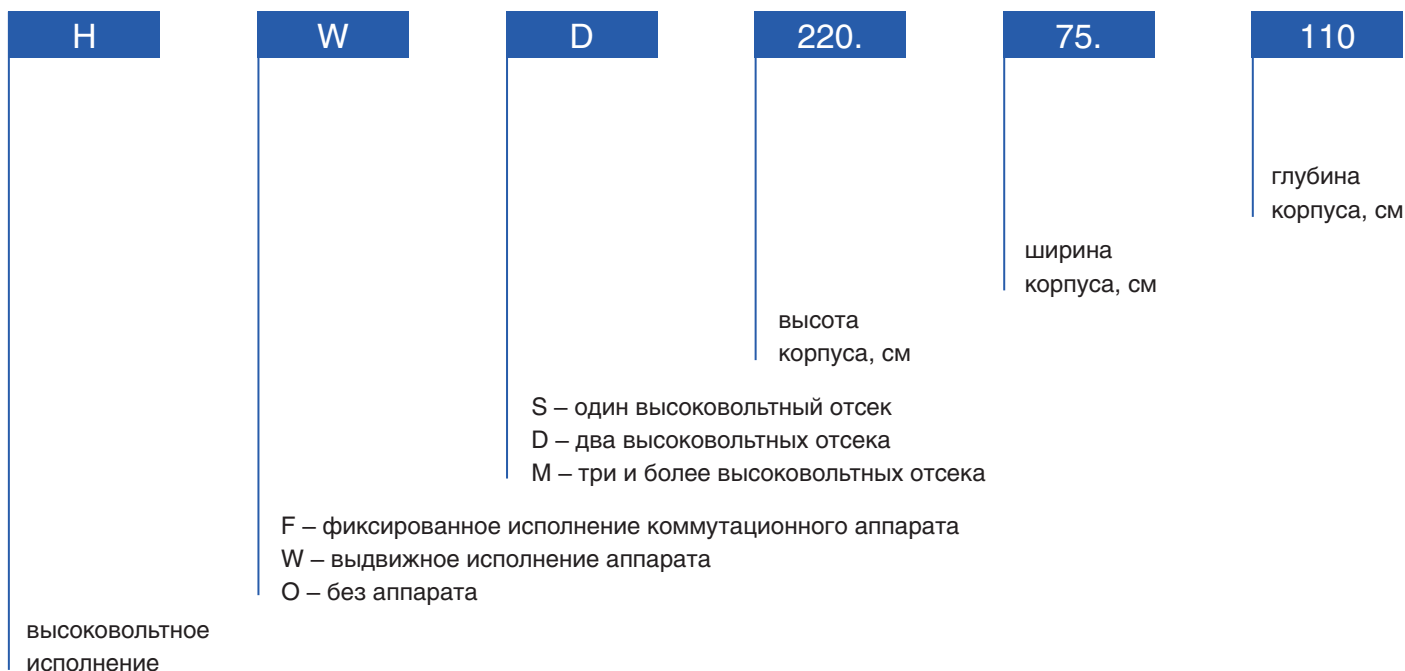 H W D 220. 75. 110
глубина
корпуса, см
ширина
корпуса, см
высота
корпуса, см
S – один высоковольтный отсек
D – два высоковольтных отсека
M – три и более высоковольтных отсека
F – фиксированное исполнение коммутационного аппарата
W – выдвижное исполнение аппарата
O – без аппарата
высоковольтное
исполнение